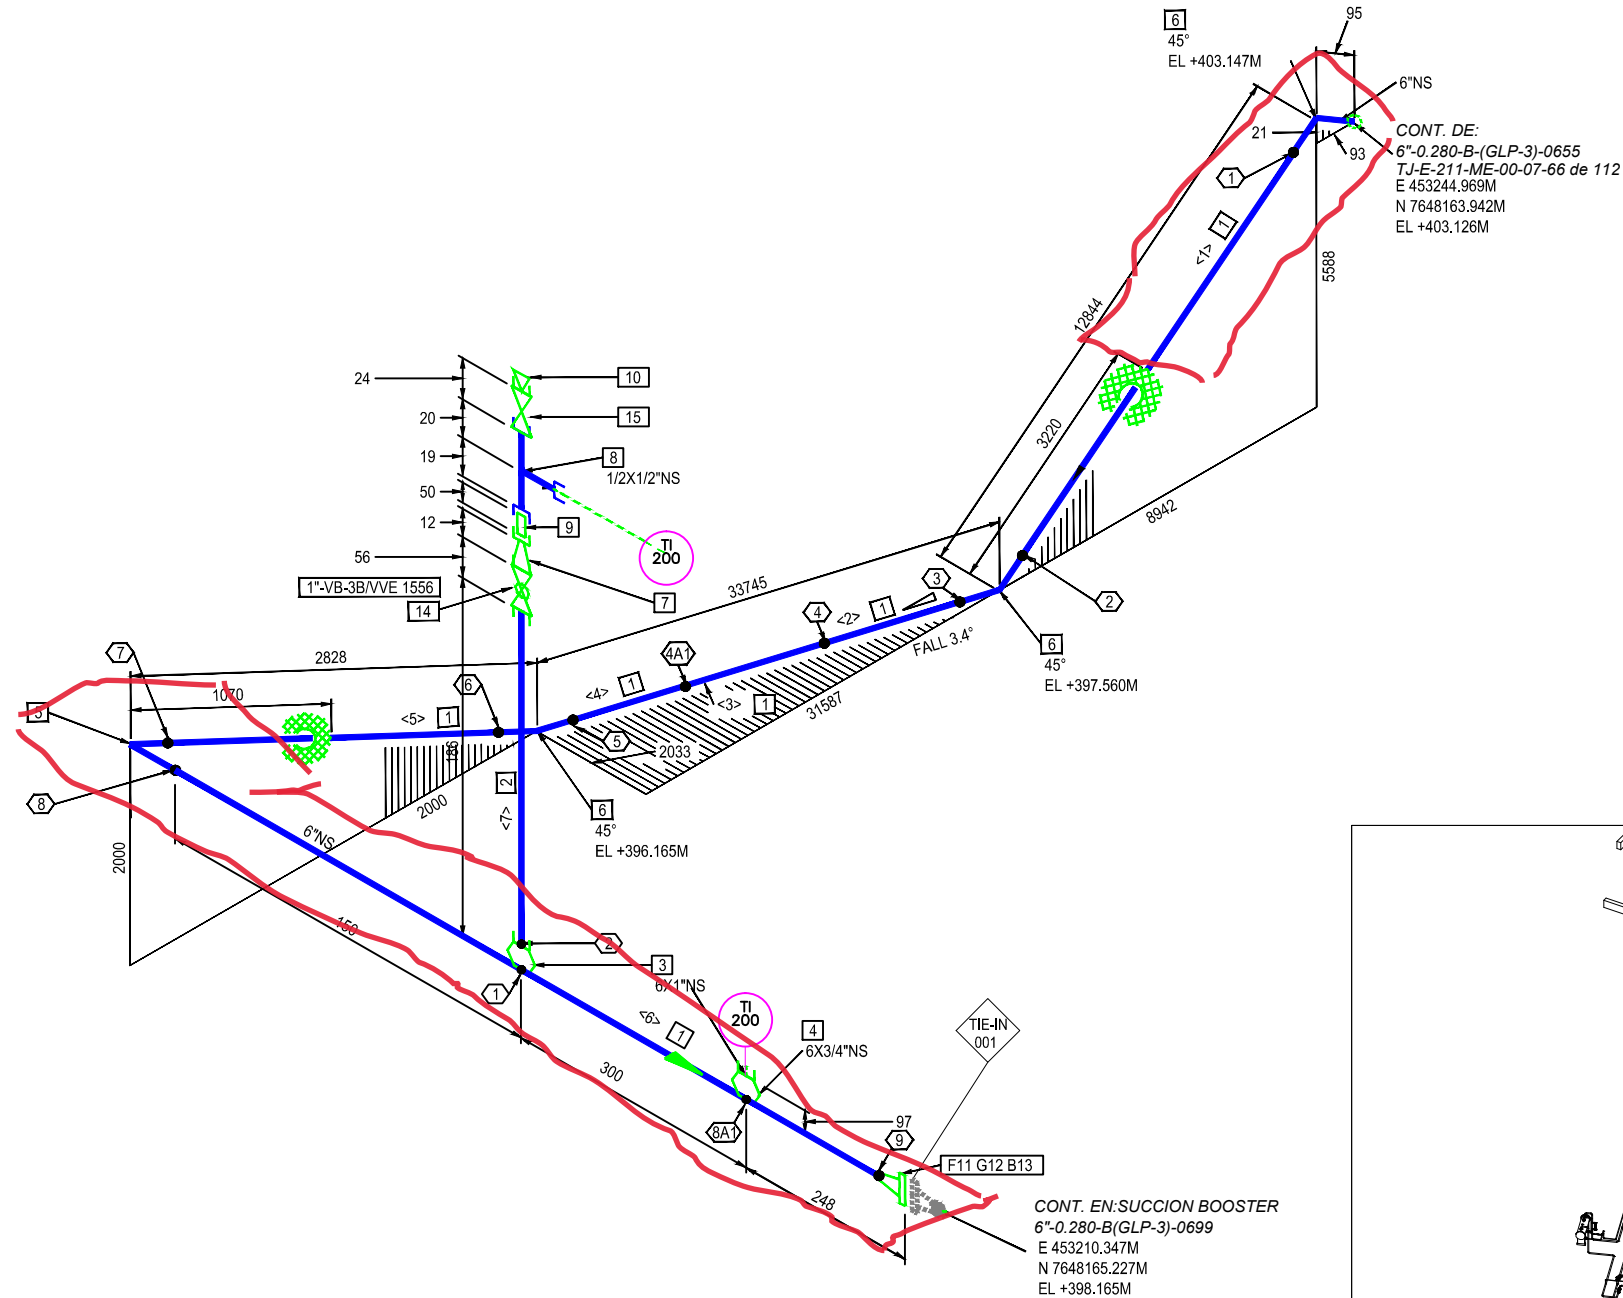 6
45°
EL +403.147M
95
6"NS
CONT. DE:
6"-0.280-B-(GLP-3)-0655
TJ-E-211-ME-00-07-66 de 112
E 453244.969M
N 7648163.942M
EL +403.126M
21
93
1
1
<1>
5588
12844
3220
8942
24
10
20
15
19
8
1/2X1/2"NS
50
12
9
56
TI
200
1"-VB-3B/VVE 1556
14
7
33745
3
2
4
<2>
1
FALL 3.4°
6
45°
EL +397.560M
7
2828
6
4A1
<4>
1
<3>
1
31587
1070
5
<5>
1
186
5
2033
8
2000
2
<7>
6
45°
EL +396.165M
6"NS
2000
150
2
3
6X1"NS
1
TI
200
<6>
1
4
6X3/4"NS
TIE-IN
001
300
8A1
97
9
F11 G12 B13
248
CONT. EN:SUCCION BOOSTER
6"-0.280-B(GLP-3)-0699
E 453210.347M
N 7648165.227M
EL +398.165M